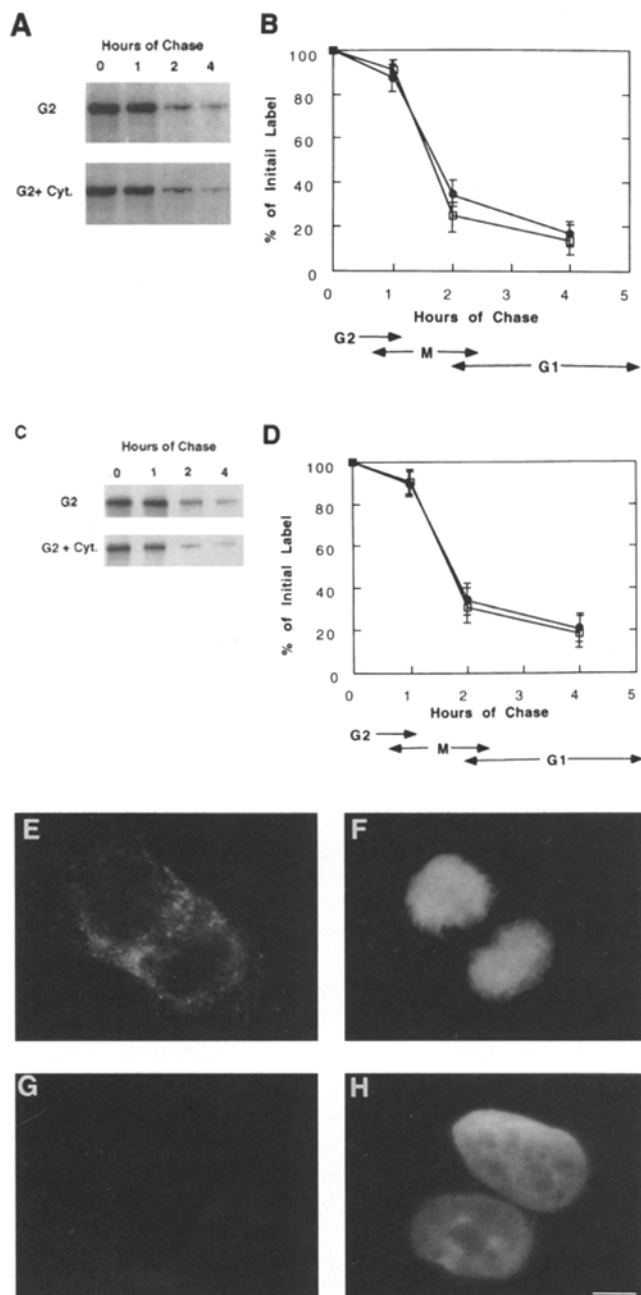 A
Hours of Chase
0 1 2 4
G2
G2+ Cyt.
B
100
80
60
40
20
0
% of Initail Label
0 1 2 3 4 5
Hours of Chase
G2
M
G1
C
Hours of Chase
0 1 2 4
G2
G2 + Cyt.
D
100
80
60
40
20
0
% of Initial Label
0 1 2 3 4 5
Hours of Chase
G2
M
G1
E
F
G
H